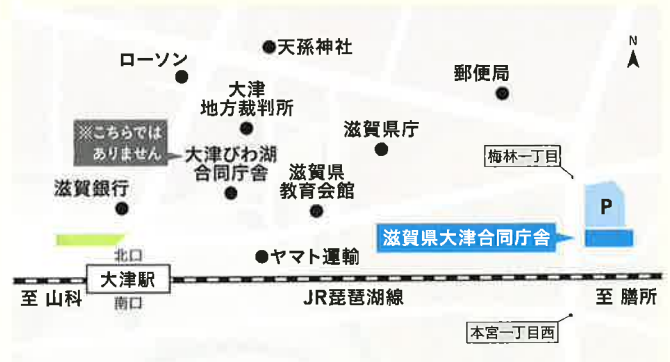 天孫神社
N
ローソン
郵便局
大津
地方裁判所
※こちらでは
ありません
大津びわ湖
合同庁舎
滋賀県庁
梅林一丁目
滋賀県
教育会館
滋賀銀行
P
滋賀県大津合同庁舎
北口
ヤマト運輸
大津駅
至 山科
南口
JR琵琶湖線
至 膳所
本宮一丁目西